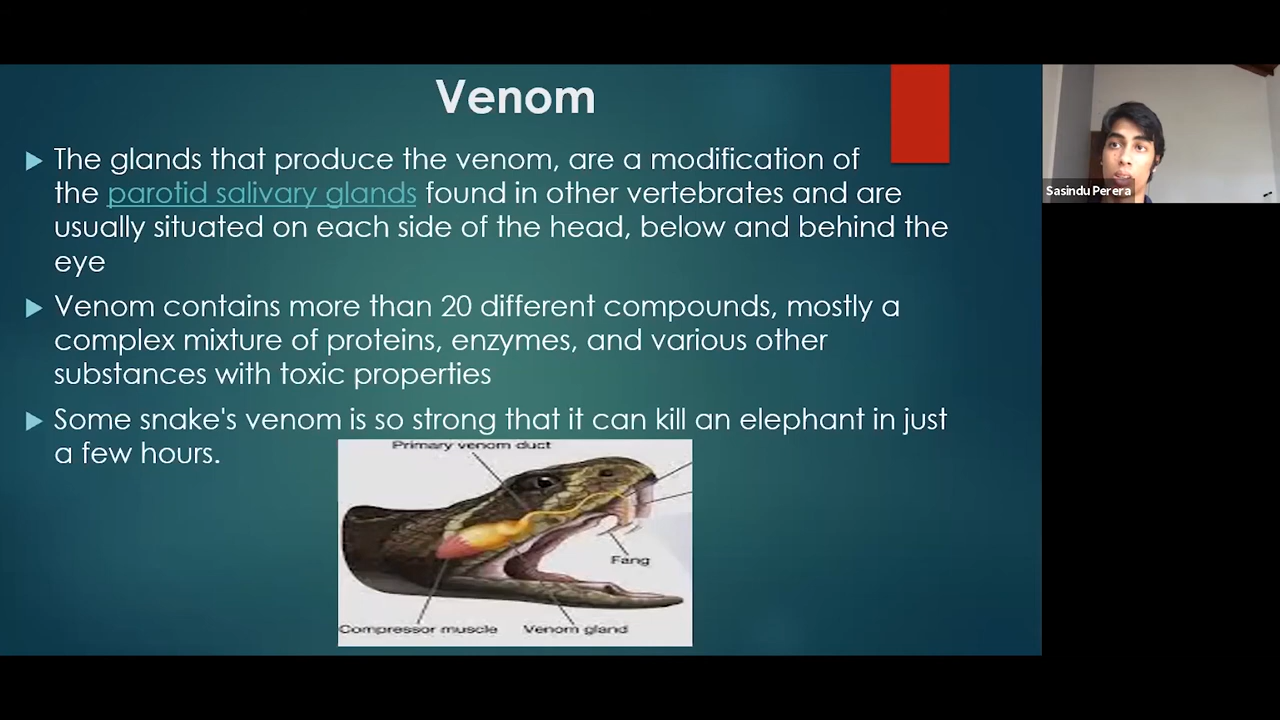 Venom
The glands that produce the venom, are a modification of
the parotid salivary glands found in other vertebrates and are
usually situated on each side of the head, below and behind the
eye
Venom contains more than 20 different compounds, mostly a
complex mixture of proteins, enzymes, and various other
substances with toxic properties
Some snake's venom is so strong that it can kill an elephant in just
a few hours.
Primary venom duct
Fang
Compressor muscle
Venom gland
Sasindu Perera